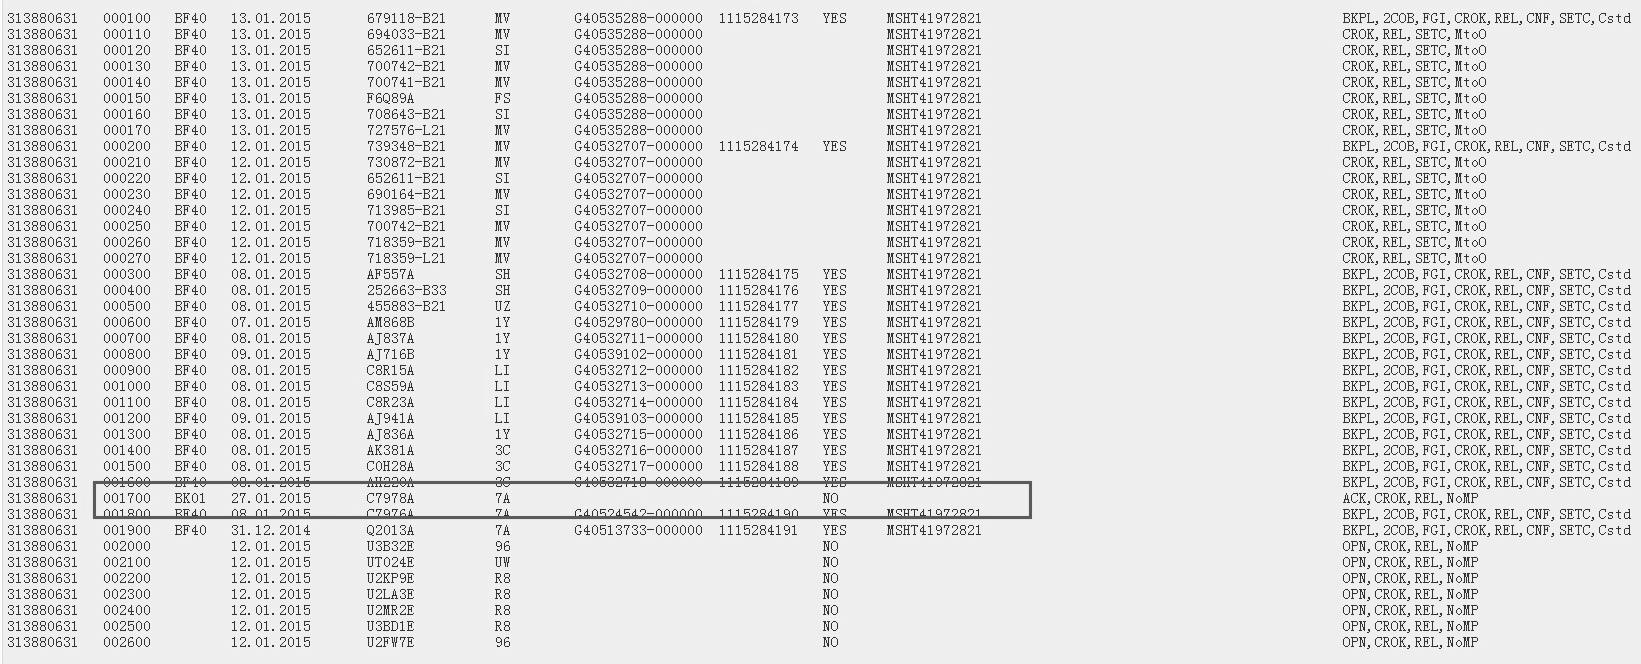 313880631 000100 BF40 13.01.2015 679118-B21 MV G40535288-000000 1115284173 YES MSHT41972821 BKPL,2COB,FGI,CROK,REL,CNF,SETC,Cstd
313880631 000110 BF40 13.01.2015 694033-B21 MV G40535288-000000 MSHT41972821 CROK,REL,SETC,MtoO
313880631 000120 BF40 13.01.2015 652611-B21 SI G40535288-000000 MSHT41972821 CROK,REL,SETC,MtoO
313880631 000130 BF40 13.01.2015 700742-B21 MV G40535288-000000 MSHT41972821 CROK,REL,SETC,MtoO
313880631 000140 BF40 13.01.2015 700741-B21 MV G40535288-000000 MSHT41972821 CROK,REL,SETC,MtoO
313880631 000150 BF40 13.01.2015 F6Q89A FS G40535288-000000 MSHT41972821 CROK,REL,SETC,MtoO
313880631 000160 BF40 13.01.2015 708643-B21 SI G40535288-000000 MSHT41972821 CROK,REL,SETC,MtoO
313880631 000170 BF40 13.01.2015 727576-L21 MV G40535288-000000 MSHT41972821 CROK,REL,SETC,MtoO
313880631 000200 BF40 12.01.2015 739348-B21 MV G40532707-000000 1115284174 YES MSHT41972821 BKPL,2COB,FGI,CROK,REL,CNF,SETC,Cstd
313880631 000210 BF40 12.01.2015 730872-B21 MV G40532707-000000 MSHT41972821 CROK,REL,SETC,MtoO
313880631 000220 BF40 12.01.2015 652611-B21 SI G40532707-000000 MSHT41972821 CROK,REL,SETC,MtoO
313880631 000230 BF40 12.01.2015 690164-B21 MV G40532707-000000 MSHT41972821 CROK,REL,SETC,MtoO
313880631 000240 BF40 12.01.2015 713985-B21 SI G40532707-000000 MSHT41972821 CROK,REL,SETC,MtoO
313880631 000250 BF40 12.01.2015 700742-B21 MV G40532707-000000 MSHT41972821 CROK,REL,SETC,MtoO
313880631 000260 BF40 12.01.2015 718359-B21 MV G40532707-000000 MSHT41972821 CROK,REL,SETC,MtoO
313880631 000270 BF40 12.01.2015 718359-L21 MV G40532707-000000 MSHT41972821 CROK,REL,SETC,MtoO
313880631 000300 BF40 08.01.2015 AF557A SH G40532708-000000 1115284175 YES MSHT41972821 BKPL,2COB,FGI,CROK,REL,CNF,SETC,Cstd
313880631 000400 BF40 08.01.2015 252663-B33 SH G40532709-000000 1115284176 YES MSHT41972821 BKPL,2COB,FGI,CROK,REL,CNF,SETC,Cstd
313880631 000500 BF40 08.01.2015 455883-B21 UZ G40532710-000000 1115284177 YES MSHT41972821 BKPL,2COB,FGI,CROK,REL,CNF,SETC,Cstd
313880631 000600 BF40 07.01.2015 AM868B 1Y G40529780-000000 1115284179 YES MSHT41972821 BKPL,2COB,FGI,CROK,REL,CNF,SETC,Cstd
313880631 000700 BF40 08.01.2015 AJ837A 1Y G40532711-000000 1115284180 YES MSHT41972821 BKPL,2COB,FGI,CROK,REL,CNF,SETC,Cstd
313880631 000800 BF40 09.01.2015 AJ716B 1Y G40539102-000000 1115284181 YES MSHT41972821 BKPL,2COB,FGI,CROK,REL,CNF,SETC,Cstd
313880631 000900 BF40 08.01.2015 C8R15A LI G40532712-000000 1115284182 YES MSHT41972821 BKPL,2COB,FGI,CROK,REL,CNF,SETC,Cstd
313880631 001000 BF40 08.01.2015 C8S59A LI G40532713-000000 1115284183 YES MSHT41972821 BKPL,2COB,FGI,CROK,REL,CNF,SETC,Cstd
313880631 001100 BF40 08.01.2015 C8R23A LI G40532714-000000 1115284184 YES MSHT41972821 BKPL,2COB,FGI,CROK,REL,CNF,SETC,Cstd
313880631 001200 BF40 09.01.2015 AJ941A LI G40539103-000000 1115284185 YES MSHT41972821 BKPL,2COB,FGI,CROK,REL,CNF,SETC,Cstd
313880631 001300 BF40 08.01.2015 AJ836A 1Y G40532715-000000 1115284186 YES MSHT41972821 BKPL,2COB,FGI,CROK,REL,CNF,SETC,Cstd
313880631 001400 BF40 08.01.2015 AK381A 3C G40532716-000000 1115284187 YES MSHT41972821 BKPL,2COB,FGI,CROK,REL,CNF,SETC,Cstd
313880631 001500 BF40 08.01.2015 C0H28A 3C G40532717-000000 1115284188 YES MSHT41972821 BKPL,2COB,FGI,CROK,REL,CNF,SETC,Cstd
313880631 001600 BF40 08.01.2015 AH220A 3C G40532718-000000 1115284189 YES MSHT41972821 BKPL,2COB,FGI,CROK,REL,CNF,SETC,Cstd
313880631 001700 BK01 27.01.2015 C7978A 7A NO ACK,CROK,REL,NoMP
313880631 001800 BF40 08.01.2015 C7976A 7A G40524542-000000 1115284190 YES MSHT41972821 BKPL,2COB,FGI,CROK,REL,CNF,SETC,Cstd
313880631 001900 BF40 31.12.2014 Q2013A 7A G40513733-000000 1115284191 YES MSHT41972821 BKPL,2COB,FGI,CROK,REL,CNF,SETC,Cstd
313880631 002000 12.01.2015 U3B32E 96 NO OPN,CROK,REL,NoMP
313880631 002100 12.01.2015 UT024E UW NO OPN,CROK,REL,NoMP
313880631 002200 12.01.2015 U2KP9E R8 NO OPN,CROK,REL,NoMP
313880631 002300 12.01.2015 U2LA3E R8 NO OPN,CROK,REL,NoMP
313880631 002400 12.01.2015 U2MR2E R8 NO OPN,CROK,REL,NoMP
313880631 002500 12.01.2015 U3BD1E R8 NO OPN,CROK,REL,NoMP
313880631 002600 12.01.2015 U2FW7E 96 NO OPN,CROK,REL,NoMP